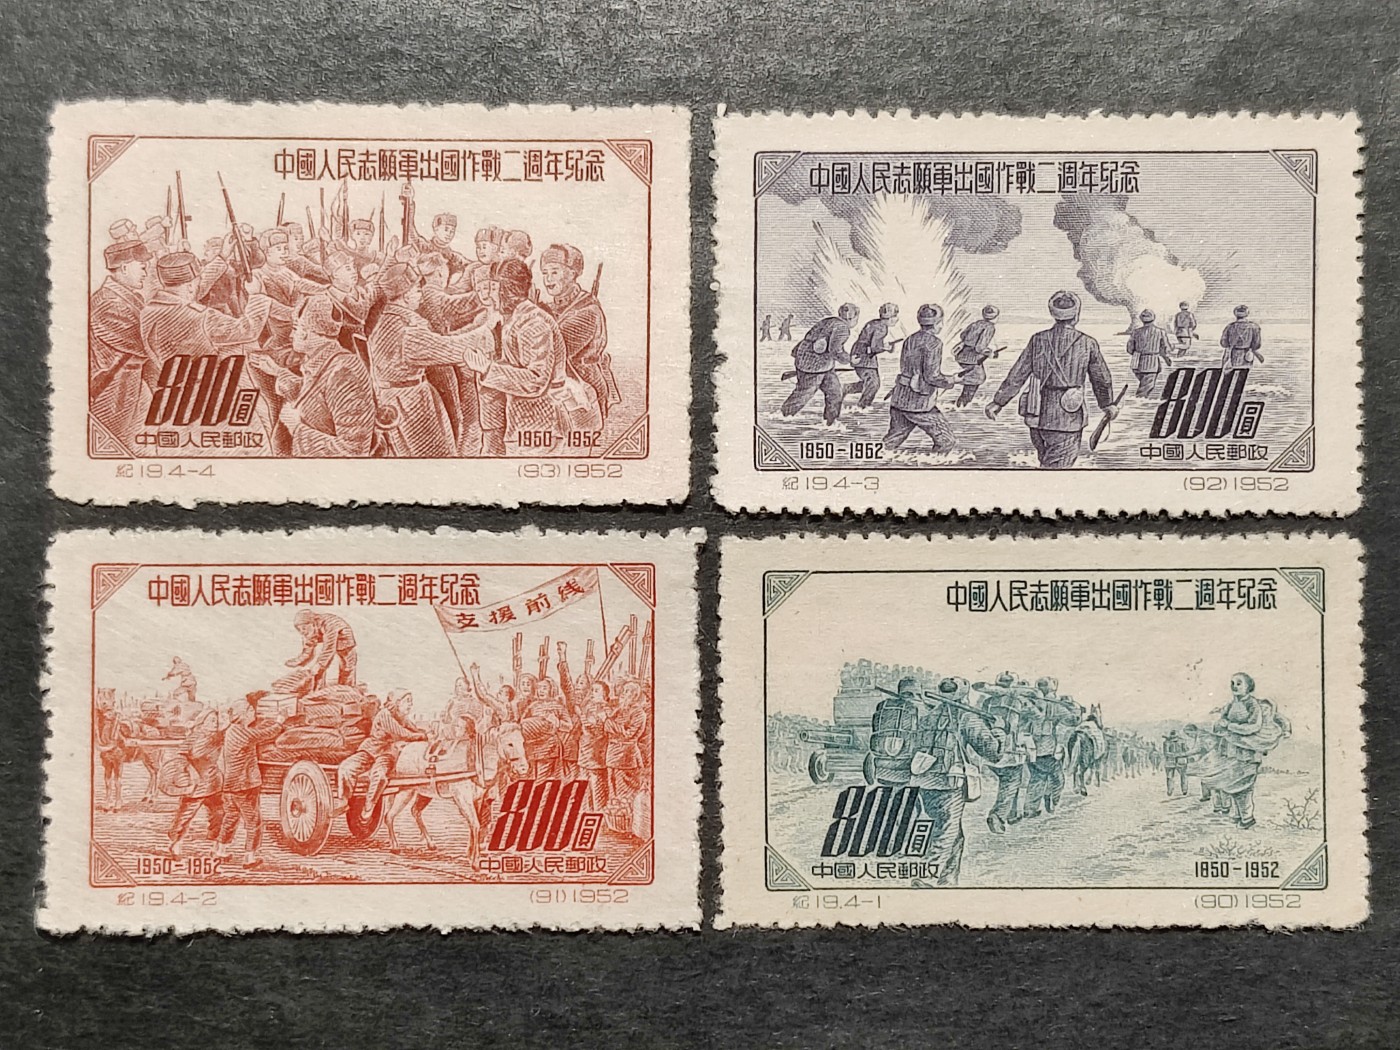 中國人民志願軍出國作戰二週年紀念
800圓
中國人民郵政
1950-1952
紀19.4-4
(93)1952
中國人民志願軍出國作戰二週年紀念
1950-1952
800圓
中國人民郵政
紀19.4-3
(92)1952
中國人民志願軍出國作戰二週年紀念
支援前綫
800圓
1950-1952
中國人民郵政
紀19.4-2
(91)1952
中國人民志願軍出國作戰二週年紀念
800圓
中國人民郵政
1950-1952
紀19.4-1
(90)1952